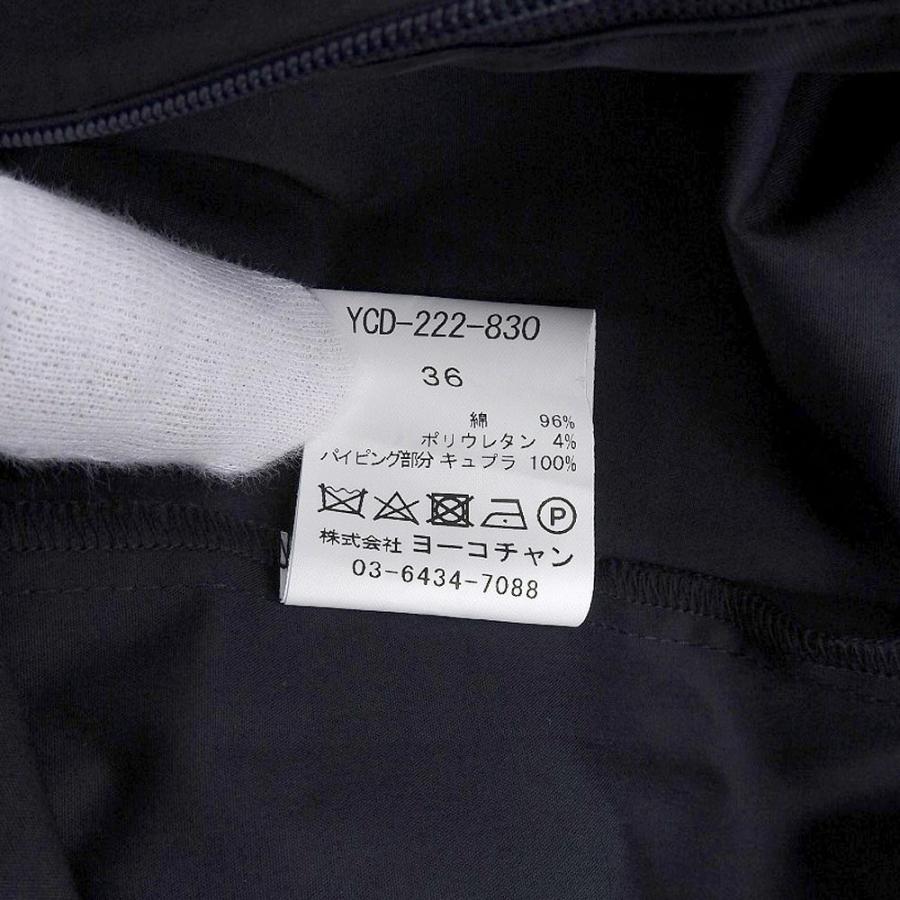 YCD-222-830
36
綿 96%
ポリウレタン 4%
パイピング部分 キュプラ 100%
P
株式会社 ヨーコチャン
03-6434-7088